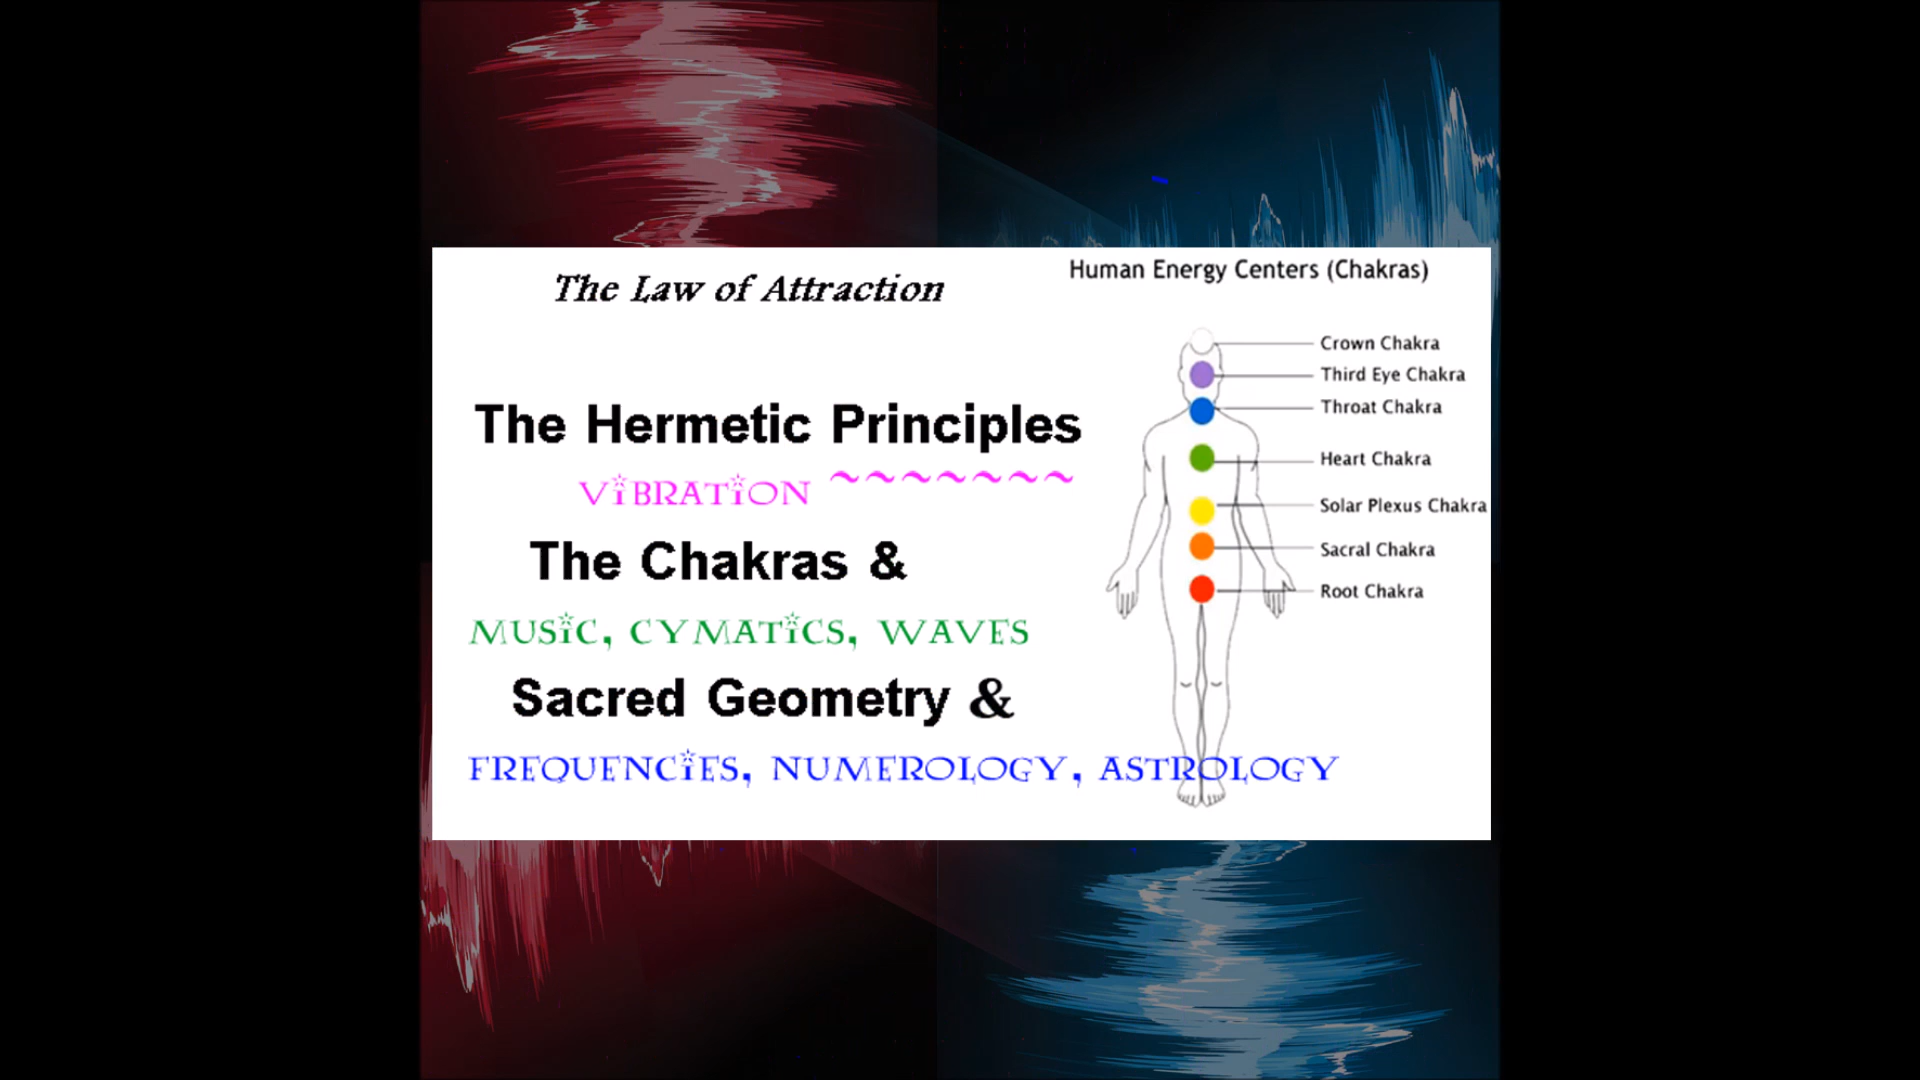 The Law of Attraction
Human Energy Centers (Chakras)
Crown Chakra
Third Eye Chakra
Throat Chakra
Heart Chakra
Solar Plexus Chakra
Sacral Chakra
Root Chakra
The Hermetic Principles
VIBRATION ~~~~~~~
The Chakras &
MUSIC, CYMATICS, WAVES
Sacred Geometry &
FREQUENCIES, NUMEROLOGY, ASTROLOGY